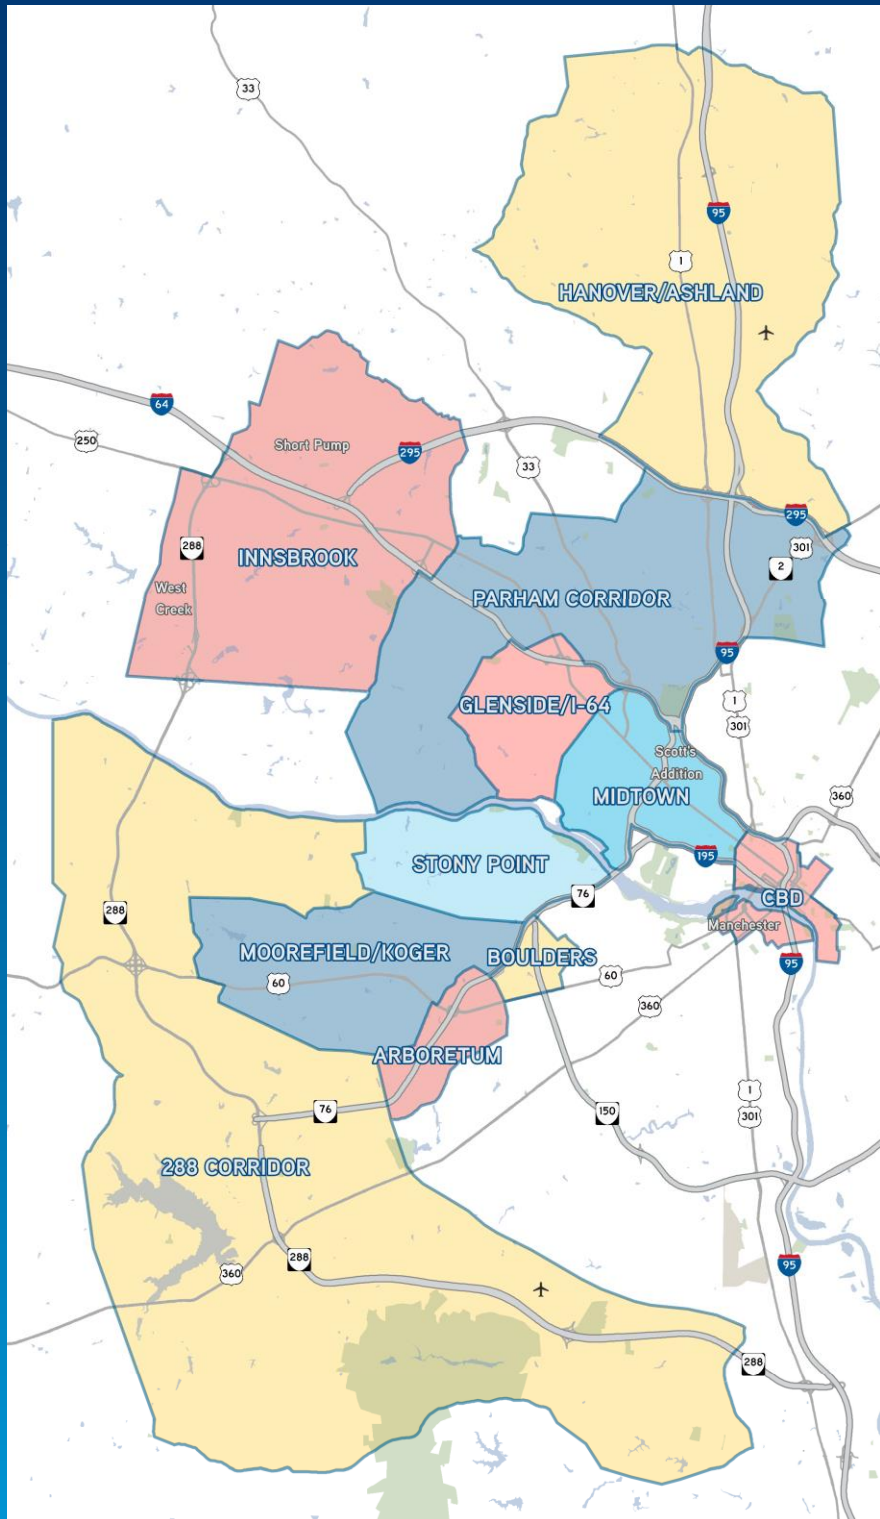 33
95
1
HANOVER/ASHLAND
64
250
Short Pump
295
33
295
288
301
INNSBROOK
2
West
Creek
PARHAM CORRIDOR
95
GLENSIDE/I-64
1
301
Scott's
Addition
MIDTOWN
360
195
STONY POINT
76
CBD
288
Manchester
MOOREFIELD/KOGER
BOULDERS
60
60
95
360
ARBORETUM
1
76
150
301
288 CORRIDOR
288
95
360
288